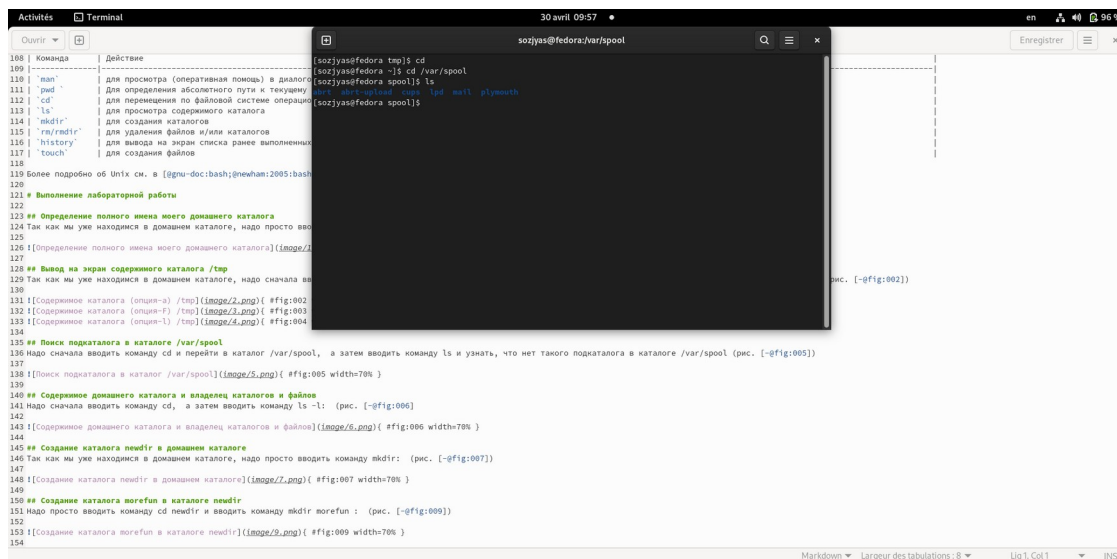 Activités Terminal 30 avril 09:57 en 96 %
Ouvrir Enregistrer
sozjyas@fedora:/var/spool
[sozjyas@fedora tmp]$ cd
[sozjyas@fedora ~]$ cd /var/spool
[sozjyas@fedora spool]$ ls
abrt abrt-upload cups lpd mail plymouth
[sozjyas@fedora spool]$
108 | Команда | Действие
109
110 | `man` | для просмотра (оперативная помощь) в диалого
111 | `pwd ` | Для определения абсолютного пути к текущему
112 | `cd` | для перемещения по файловой системе операцио
113 | `ls` | для просмотра содержимого каталога
114 | `mkdir` | для создания каталогов
115 | `rm/rmdir` | для удаления файлов и/или каталогов
116 | `history` | для вывода на экран списка ранее выполненных
117 | `touch` | для создания файлов
118
119 Более подробно об Unix см. в [@gnu-doc:bash;@newham:2005:bash
120
121 # Выполнение лабораторной работы
122
123 ## Определение полного имена моего домашнего каталога
124 Так как мы уже находимся в домашнем каталоге, надо просто вво
125
126 ![Определение полного имена моего домашнего каталога](image/1
127
128 ## Вывод на экран содержимого каталога /tmp
129 Так как мы уже находимся в домашнем каталоге, надо сначала вв рис. [-@fig:002])
130
131 ![Содержимое каталога (опция-a) /tmp](image/2.png){ #fig:002
132 ![Содержимое каталога (опция-F) /tmp](image/3.png){ #fig:003
133 ![Содержимое каталога (опция-l) /tmp](image/4.png){ #fig:004
134
135 ## Поиск подкаталога в каталоге /var/spool
136 Надо сначала вводить команду cd и перейти в каталог /var/spool, а затем вводить команду ls и узнать, что нет такого подкаталога в каталоге /var/spool (рис. [-@fig:005])
137
138 ![Поиск подкаталога в каталог /var/spool](image/5.png){ #fig:005 width=70% }
139
140 ## Содержимое домашнего каталога и владелец каталогов и файлов
141 Надо сначала вводить команду cd, а затем вводить команду ls -l: (рис. [-@fig:006]
142
143 ![Содержимое домашнего каталога и владелец каталогов и файлов](image/6.png){ #fig:006 width=70% }
144
145 ## Создание каталога newdir в домашнем каталоге
146 Так как мы уже находимся в домашнем каталоге, надо просто вводить команду mkdir: (рис. [-@fig:007])
147
148 ![Создание каталога newdir в домашнем каталоге](image/7.png){ #fig:007 width=70% }
149
150 ## Создание каталога morefun в каталоге newdir
151 Надо просто вводить команду cd newdir и вводить команду mkdir morefun : (рис. [-@fig:009])
152
153 ![Создание каталога morefun в каталоге newdir](image/9.png){ #fig:009 width=70% }
154
Markdown Largeur des tabulations : 8 Lig 1, Col 1 INS